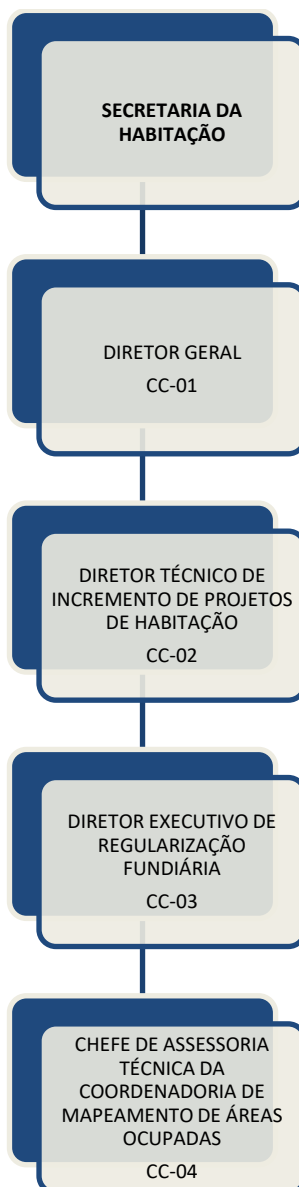 SECRETARIA DA
HABITAÇÃO
DIRETOR GERAL
CC-01
DIRETOR TÉCNICO DE
INCREMENTO DE PROJETOS
DE HABITAÇÃO
CC-02
DIRETOR EXECUTIVO DE
REGULARIZAÇÃO
FUNDIÁRIA
CC-03
CHEFE DE ASSESSORIA
TÉCNICA DA
COORDENADORIA DE
MAPEAMENTO DE ÁREAS
OCUPADAS
CC-04